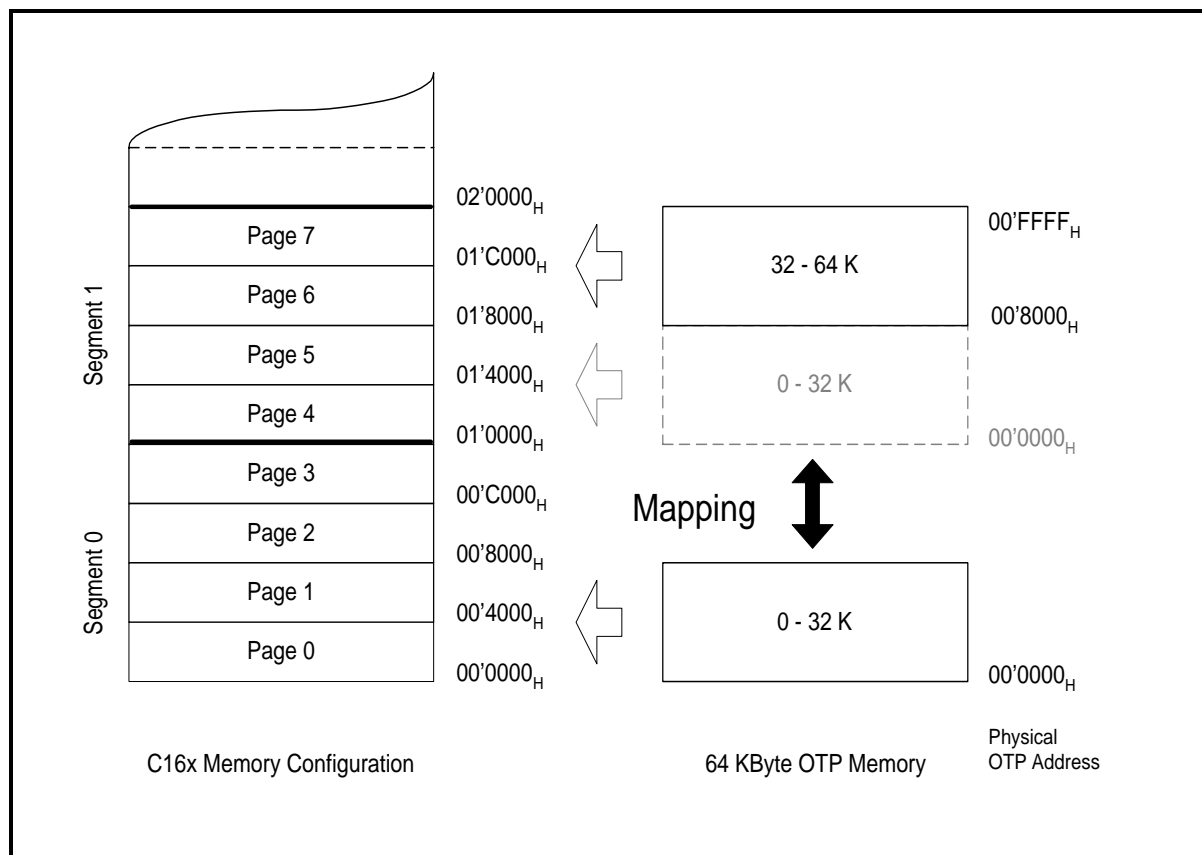 02’0000H
Page 7
01’C000H
Page 6
01’8000H
Page 5
01’4000H
Page 4
01’0000H
Page 3
00’C000H
Page 2
00’8000H
Page 1
00’4000H
Page 0
00’0000H
Segment 1
Segment 0
C16x Memory Configuration
32 - 64 K
00’FFFFH
00’8000H
0 - 32 K
00’0000H
Mapping
0 - 32 K
00’0000H
64 KByte OTP Memory
Physical
OTP Address